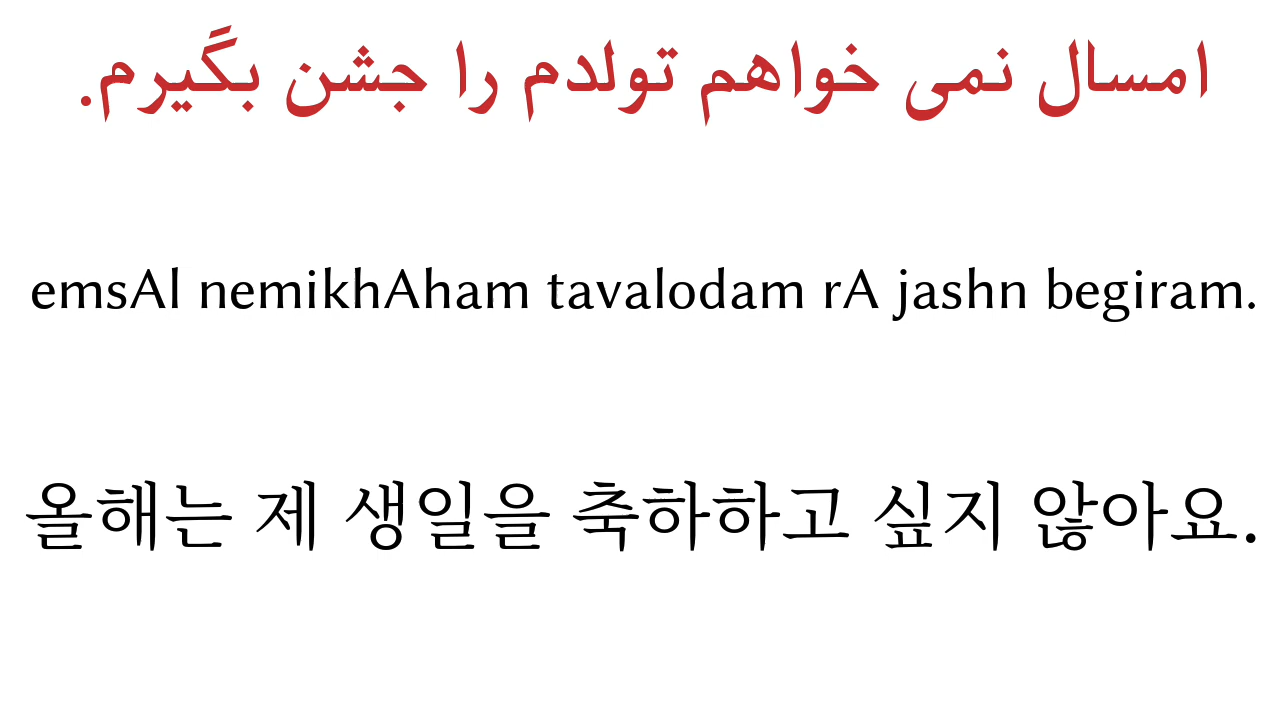 امسال نمی خواهم تولدم را جشن بگیرم.
emsAl nemikhAham tavalodam rA jashn begiram.
올해는 제 생일을 축하하고 싶지 않아요.